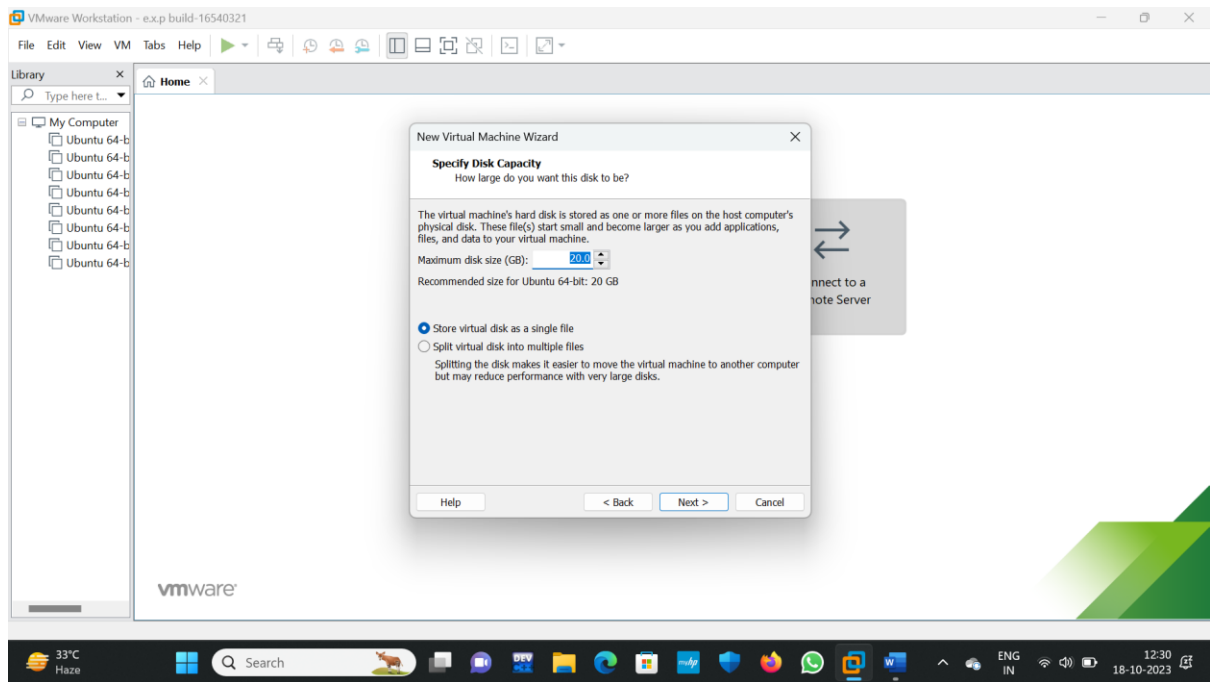 VMware Workstation - e.x.p build-16540321
File Edit View VM Tabs Help
Library
Home
Type here t...
My Computer
Ubuntu 64-b
Ubuntu 64-b
Ubuntu 64-b
Ubuntu 64-b
Ubuntu 64-b
Ubuntu 64-b
Ubuntu 64-b
Ubuntu 64-b
New Virtual Machine Wizard
Specify Disk Capacity
How large do you want this disk to be?
The virtual machine's hard disk is stored as one or more files on the host computer's
physical disk. These file(s) start small and become larger as you add applications,
files, and data to your virtual machine.
Maximum disk size (GB): 20.0
Recommended size for Ubuntu 64-bit: 20 GB
Store virtual disk as a single file
Split virtual disk into multiple files
Splitting the disk makes it easier to move the virtual machine to another computer
but may reduce performance with very large disks.
Help < Back Next > Cancel
nnect to a
note Server
vmware
33°C
Haze
Search
DEV
myhp
W
ENG
IN
12:30
18-10-2023